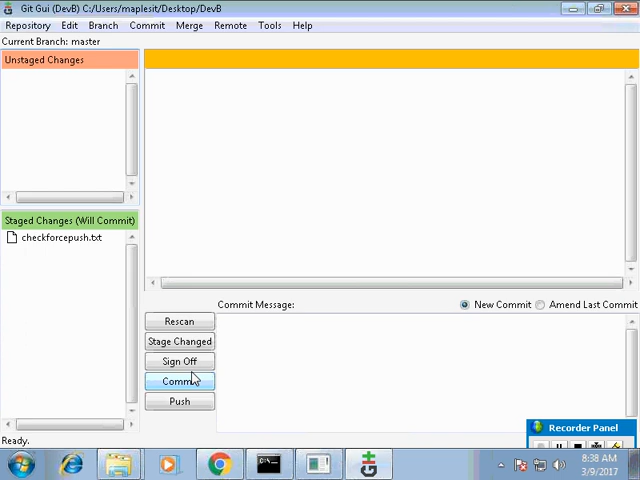 Git Gui (DevB) C:/Users/maplesit/Desktop/DevB
Repository Edit Branch Commit Merge Remote Tools Help
Current Branch: master
Unstaged Changes
Staged Changes (Will Commit)
checkforcepush.txt
Commit Message:
New Commit
Amend Last Commit
Rescan
Stage Changed
Sign Off
Comm
Push
Recorder Panel
Ready.
8:38 AM
3/9/2017